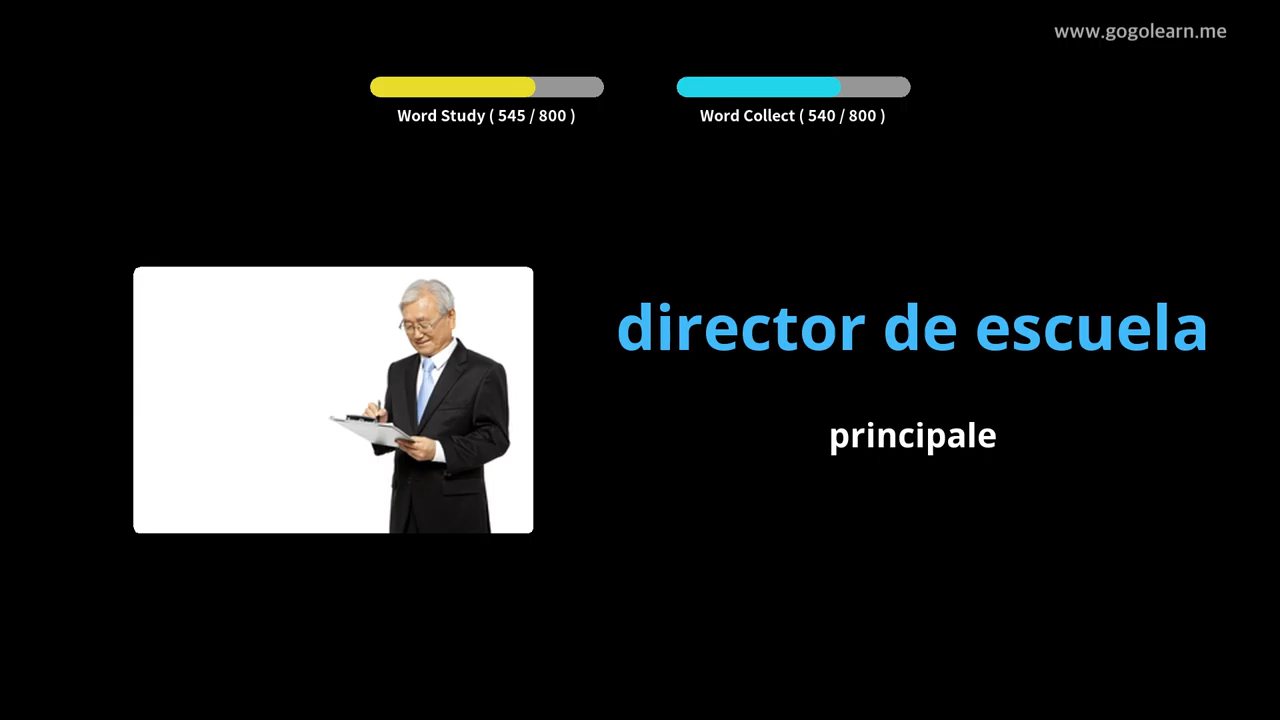 www.gogolearn.me
Word Study ( 545 / 800 )
Word Collect ( 540 / 800 )
director de escuela
principale